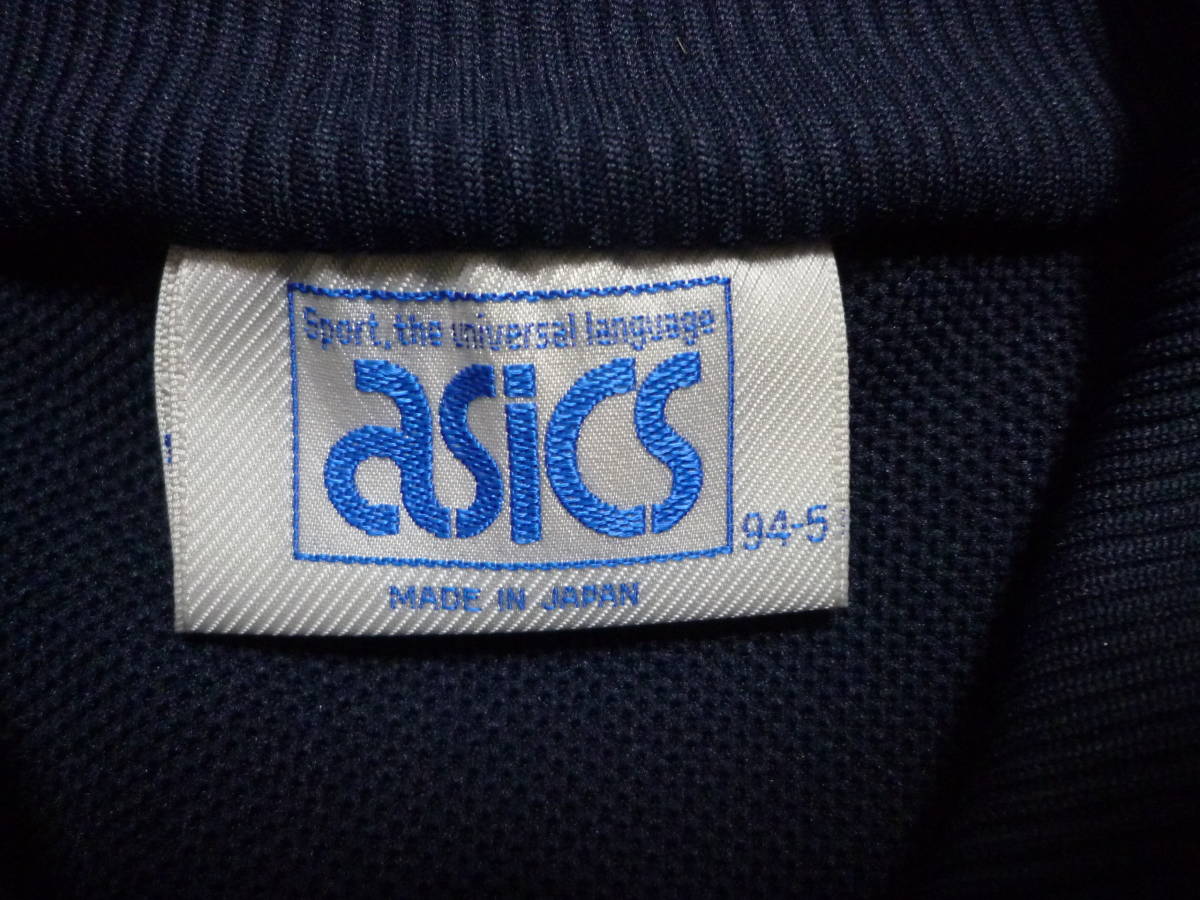 Sport, the universal language
asics
94-5
MADE IN JAPAN